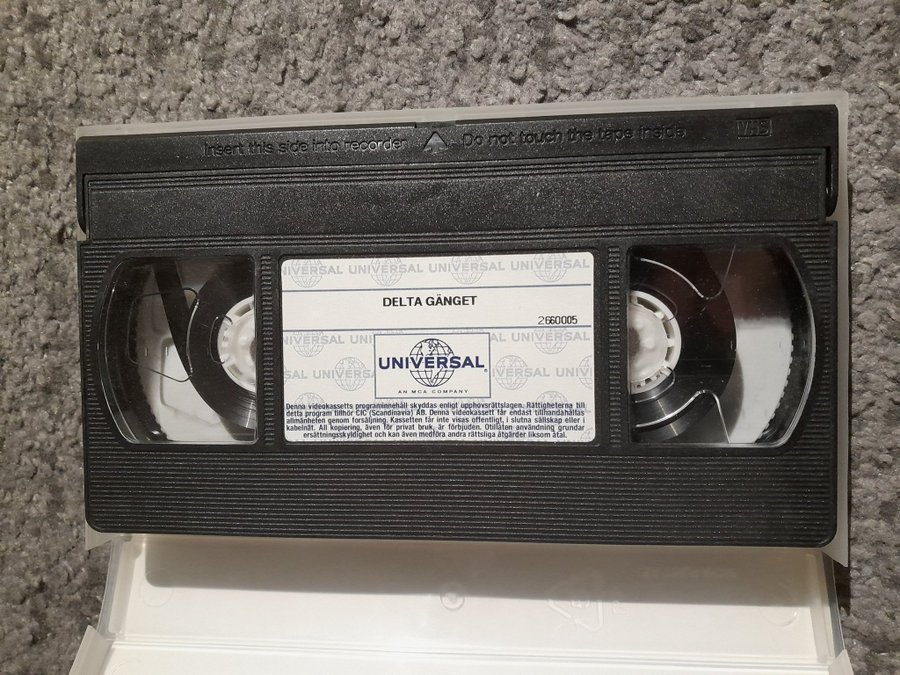 Insert this side into recorder Do not touch the tape inside VHS
UNIVERSAL UNIVERSAL UNIVERSAL UNIVERSAL
DELTA GÄNGET
2660005
UNIVERSAL
AN MCA COMPANY
Denna videokassetts programinnehåll skyddas enligt upphovsrättslagen. Rättigheterna till
detta program tillhör CIC (Scandinavia) AB. Denna videokassett får endast tillhandahållas
allmänheten genom försäljning. Kassetten får inte visas offentligt, i slutna sällskap eller i
kabelnät. All kopiering, även för privat bruk, är förbjuden. Otillåten användning grundar
ersättningsskyldighet och kan även medföra andra rättsliga åtgärder liksom åtal.